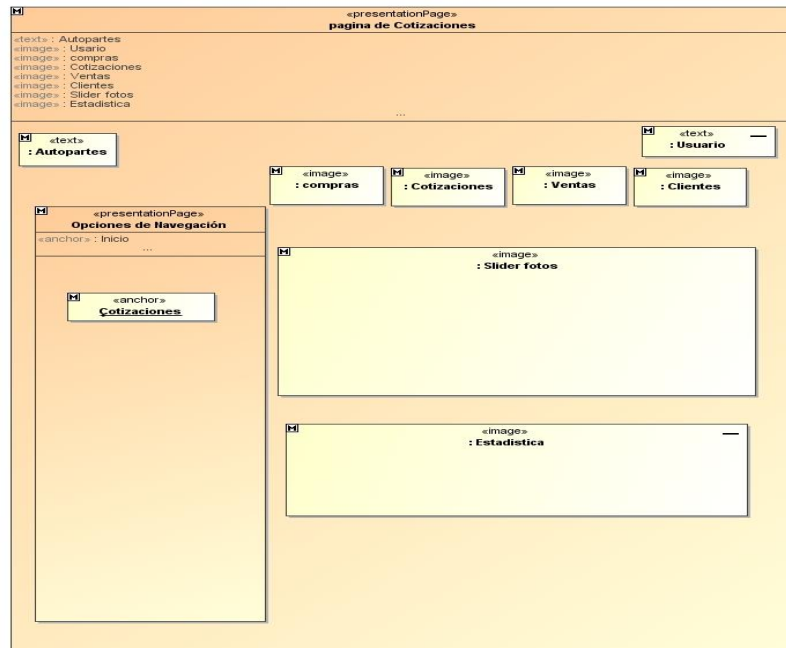 «presentationPage»
pagina de Cotizaciones
«text» : Autopartes
«image» : Usario
«image» : compras
«image» : Cotizaciones
«image» : Ventas
«image» : Clientes
«image» : Slider fotos
«image» : Estadistica
...
«text»
: Autopartes
«text»
: Usuario
«image»
: compras
«image»
: Cotizaciones
«image»
: Ventas
«image»
: Clientes
«presentationPage»
Opciones de Navegación
«anchor» : Inicio
...
«anchor»
Cotizaciones
«image»
: Slider fotos
«image»
: Estadistica